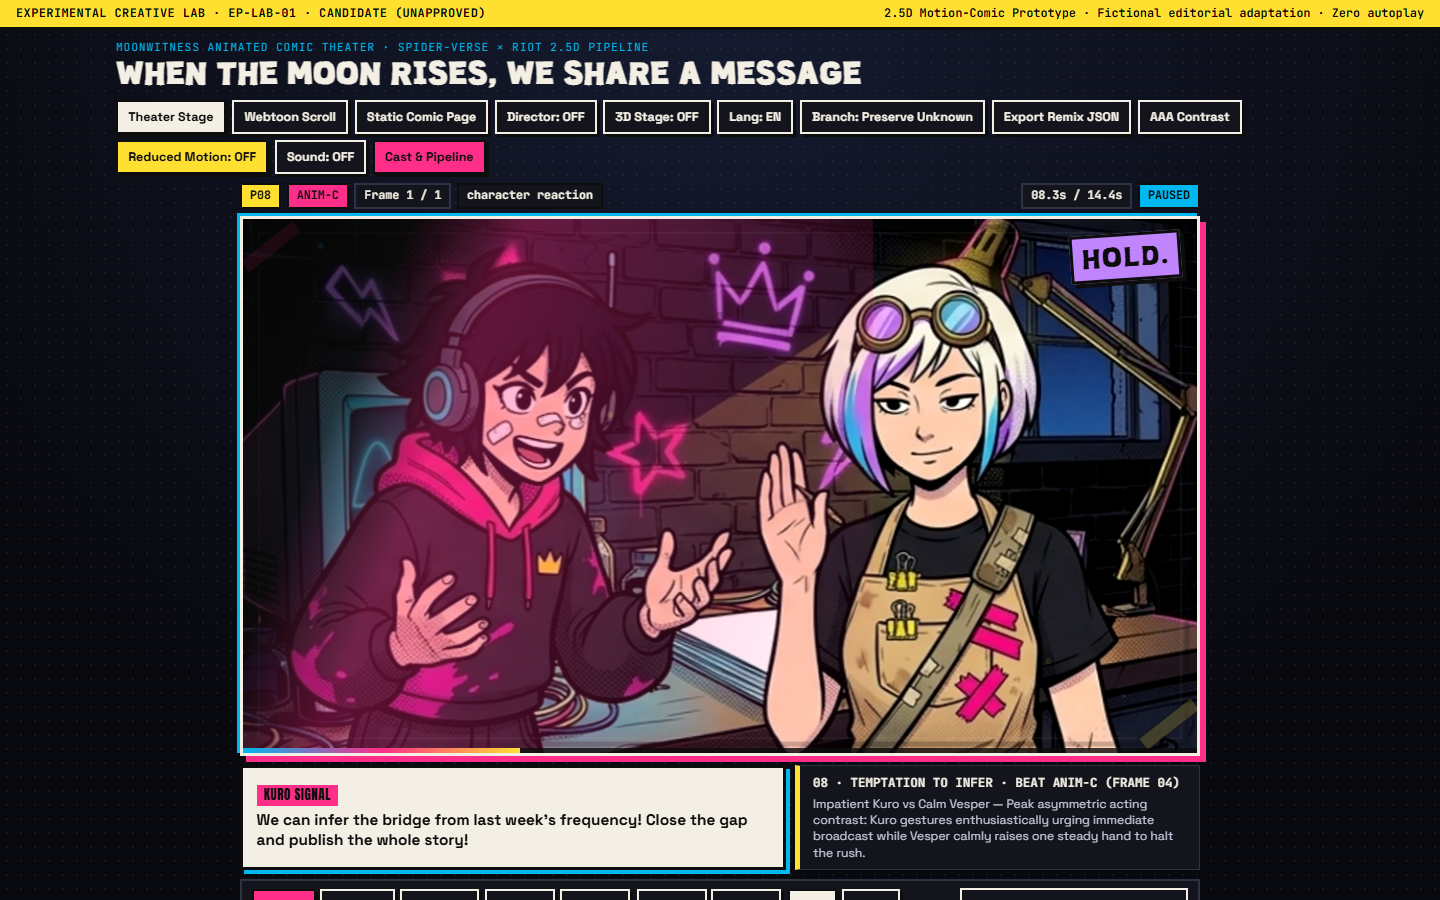 EXPERIMENTAL CREATIVE LAB · EP-LAB-01 · CANDIDATE (UNAPPROVED)
2.5D Motion-Comic Prototype · Fictional editorial adaptation · Zero autoplay
MOONWITNESS ANIMATED COMIC THEATER · SPIDER-VERSE × RIOT 2.5D PIPELINE
WHEN THE MOON RISES, WE SHARE A MESSAGE
Theater Stage
Webtoon Scroll
Static Comic Page
Director: OFF
3D Stage: OFF
Lang: EN
Branch: Preserve Unknown
Export Remix JSON
AAA Contrast
Reduced Motion: OFF
Sound: OFF
Cast & Pipeline
P08
ANIM-C
Frame 1 / 1
character reaction
08.3s / 14.4s
PAUSED
HOLD.
KURO SIGNAL
We can infer the bridge from last week's frequency! Close the gap
and publish the whole story!
08 · TEMPTATION TO INFER · BEAT ANIM-C (FRAME 04)
Impatient Kuro vs Calm Vesper — Peak asymmetric acting
contrast: Kuro gestures enthusiastically urging immediate
broadcast while Vesper calmly raises one steady hand to halt
the rush.